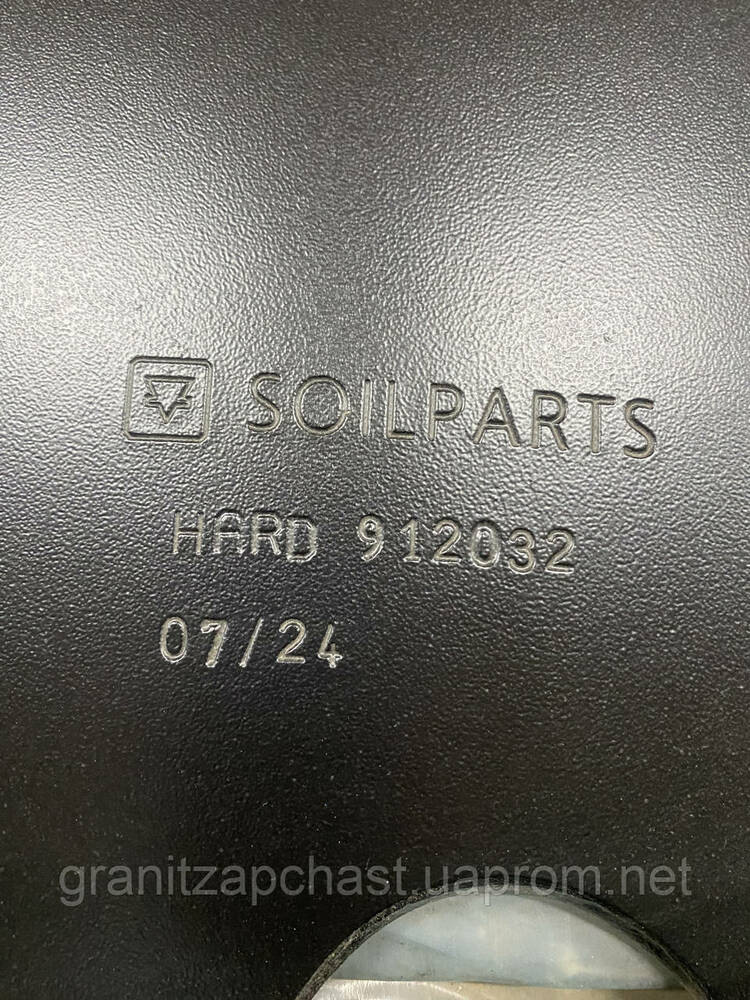 SOILPARTS
HARD 912032
07/24
granitzapchast.uaprom.net